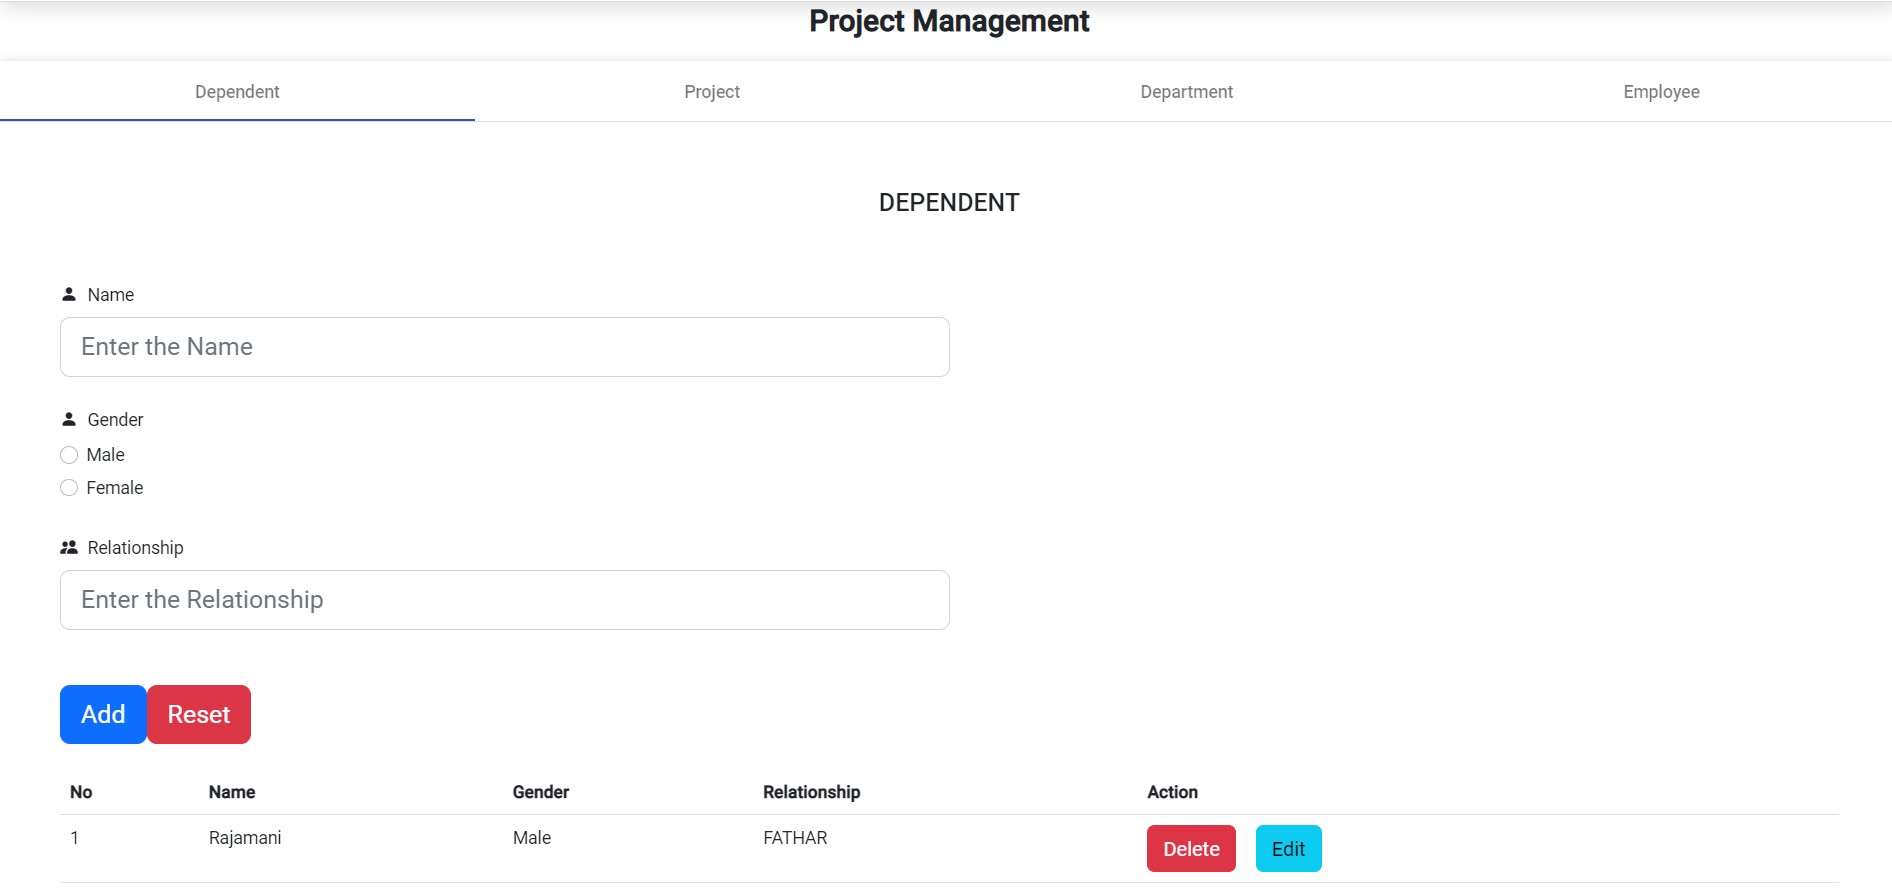 Project Management
Dependent Project Department Employee
DEPENDENT
Name
Enter the Name
Gender
Male
Female
Relationship
Enter the Relationship
Add Reset
No Name Gender Relationship Action
1 Rajamani Male FATHAR Delete Edit